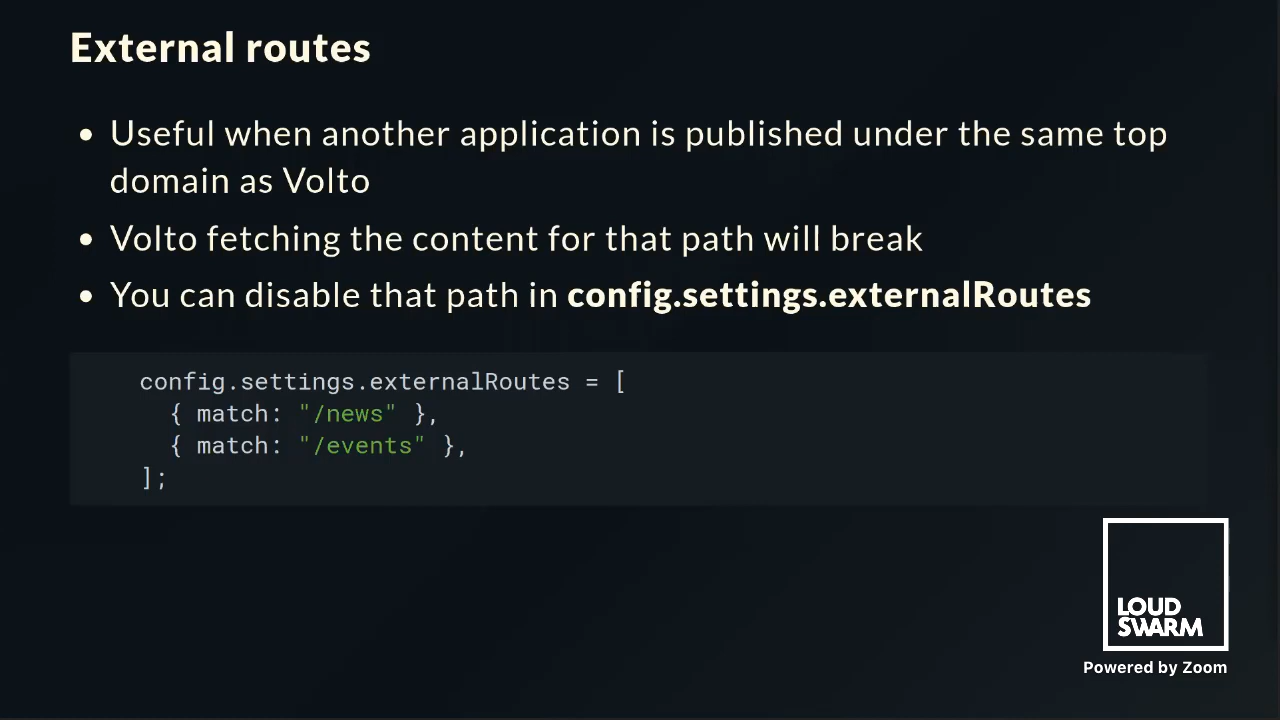 External routes
• Useful when another application is published under the same top
domain as Volto
• Volto fetching the content for that path will break
• You can disable that path in config.settings.externalRoutes
config.settings.externalRoutes = [
  { match: "/news" },
  { match: "/events" },
];
LOUD
SWARM
Powered by Zoom